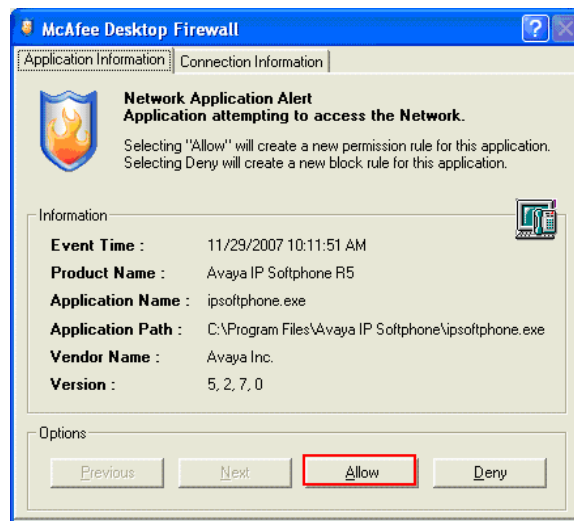 McAfee Desktop Firewall
Application Information Connection Information
Network Application Alert
Application attempting to access the Network.
Selecting "Allow" will create a new permission rule for this application.
Selecting Deny will create a new block rule for this application.
Information
Event Time : 11/29/2007 10:11:51 AM
Product Name : Avaya IP Softphone R5
Application Name : ipsoftphone.exe
Application Path : C:\Program Files\Avaya IP Softphone\ipsoftphone.exe
Vendor Name : Avaya Inc.
Version : 5, 2, 7, 0
Options
Previous Next Allow Deny